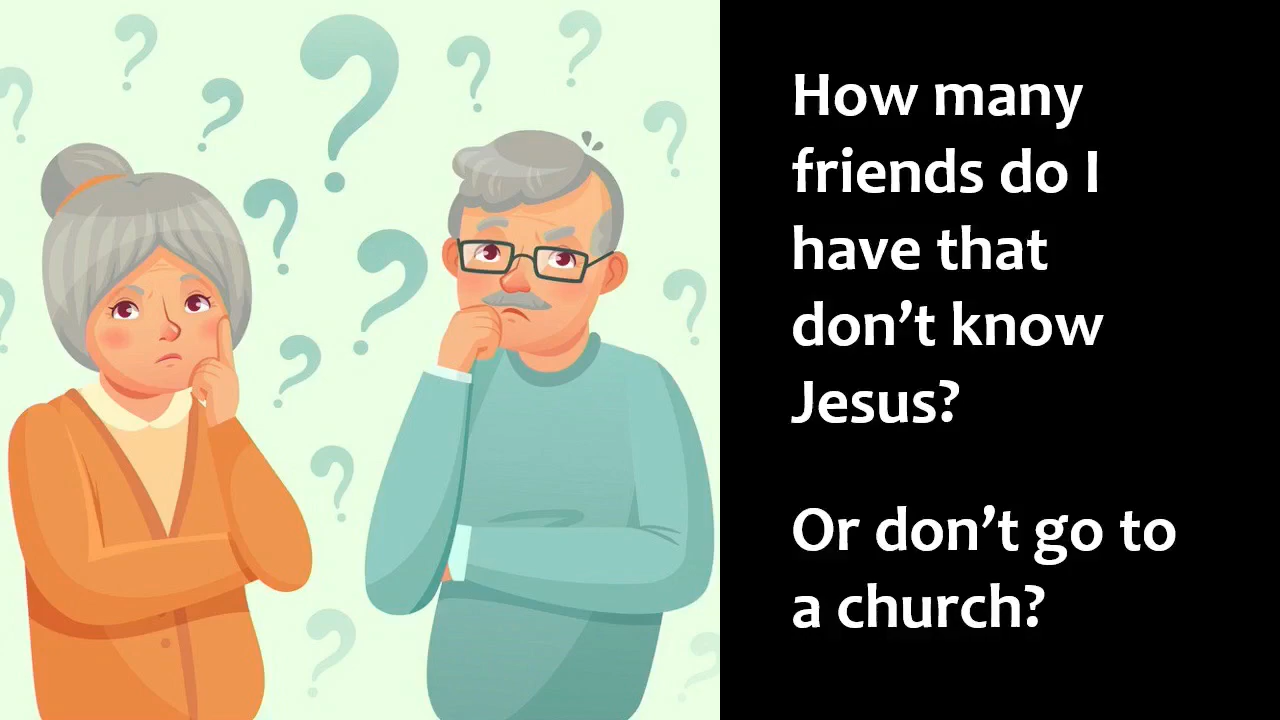 How many
friends do I
have that
don’t know
Jesus?
Or don’t go to
a church?